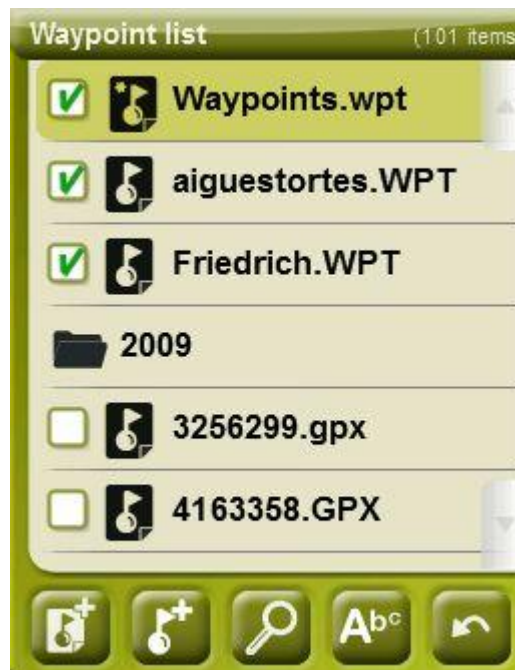 Waypoint list
(101 items
Waypoints.wpt
aiguestortes.WPT
Friedrich.WPT
2009
3256299.gpx
4163358.GPX
Abc